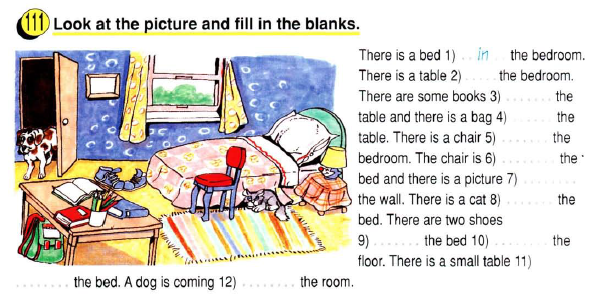 111 Look at the picture and fill in the blanks.
There is a bed 1) . . in . . the bedroom.
There is a table 2) . . . . . the bedroom.
There are some books 3) . . . . . . . the
table and there is a bag 4) . . . . . . . the
table. There is a chair 5) . . . . . . . the
bedroom. The chair is 6) . . . . . . . the
bed and there is a picture 7) . . . . . . .
the wall. There is a cat 8) . . . . . . . the
bed. There are two shoes
9) . . . . . . . the bed 10) . . . . . . . the
floor. There is a small table 11)
. . . . . . . . the bed. A dog is coming 12) . . . . . . . . the room.